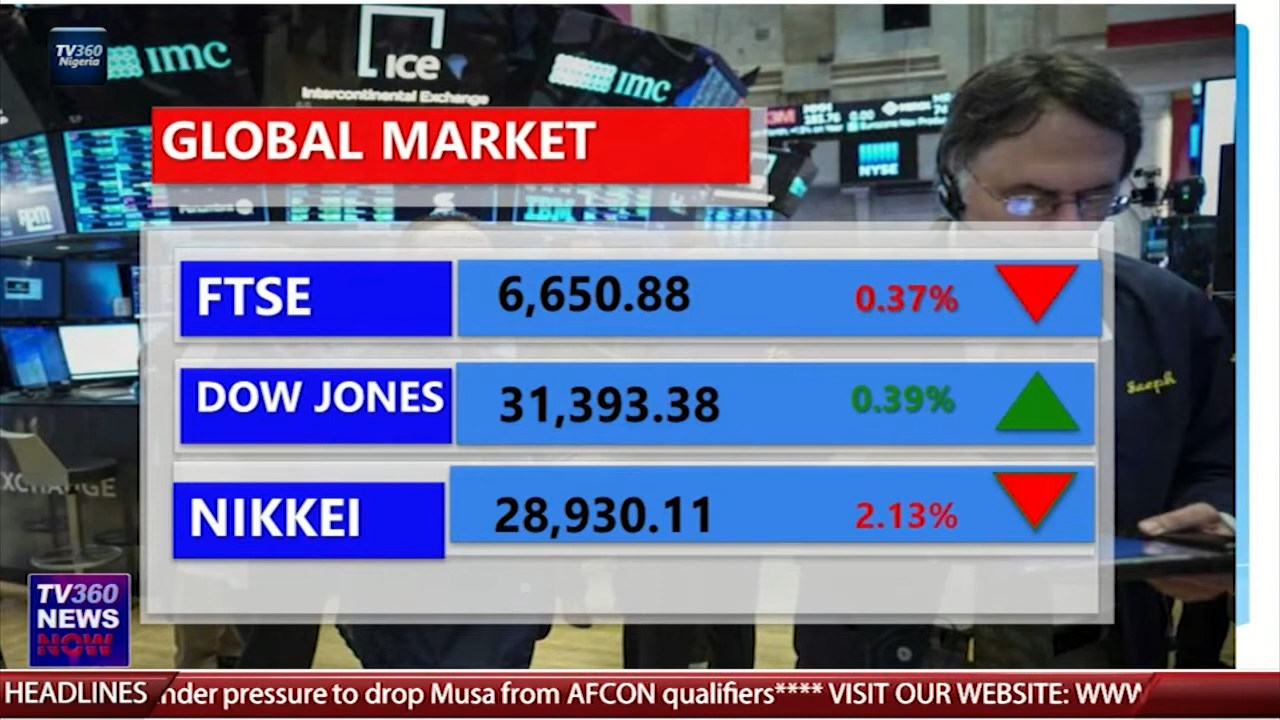 TV360
Nigeria
imc
ice
Intercontinental Exchange
imc
GLOBAL MARKET
3M
NYSE
IBM
FTSE
6,650.88
0.37%
DOW JONES
31,393.38
0.39%
NIKKEI
28,930.11
2.13%
TV360
NEWS
NOW
HEADLINES
nder pressure to drop Musa from AFCON qualifiers**** VISIT OUR WEBSITE: WWW